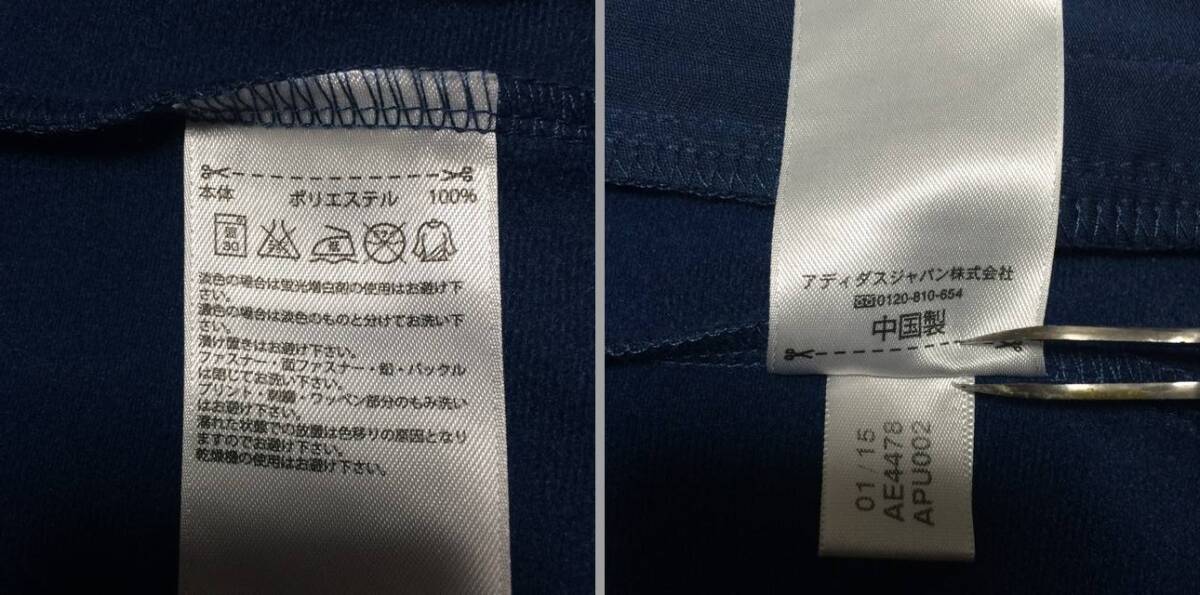 本体 ポリエステル 100%
弱
30
淡色の場合は蛍光増白剤の使用はお避け下
さい。
濃色の場合は淡色のものと分けてお洗い下
さい。
漬け置きはお避け下さい。
ファスナー・面ファスナー・釦・バックル
は閉じてお洗い下さい。
プリント・刺繍・ワッペン部分のもみ洗い
はお避け下さい。
濡れた状態での放置は色移りの原因となり
ますのでお避け下さい。
乾燥機の使用はお避け下さい。
アディダスジャパン株式会社
0120-810-654
中国製
01/15
AE4478
APU002